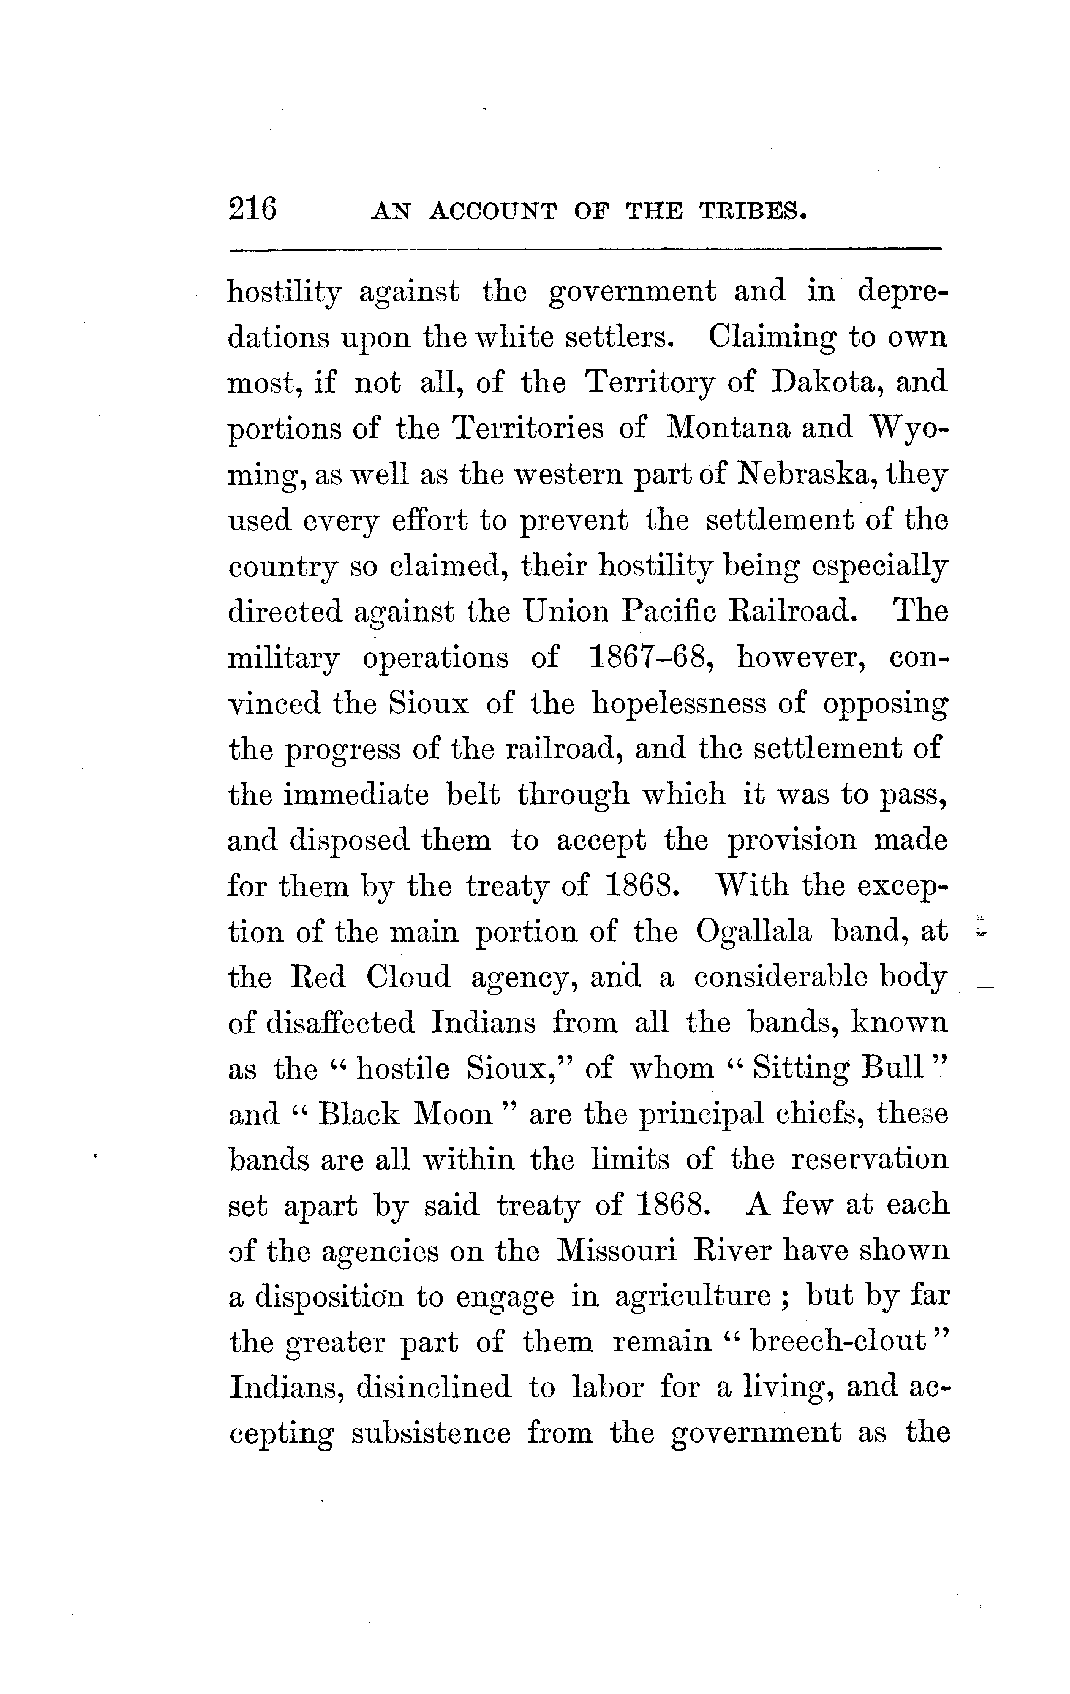 216 AN ACCOUNT OF THE TRIBES.
hostility against the government and in depre-
dations upon the white settlers. Claiming to own
most, if not all, of the Territory of Dakota, and
portions of the Territories of Montana and Wyo-
ming, as well as the western part of Nebraska, they
used every effort to prevent the settlement of the
country so claimed, their hostility being especially
directed against the Union Pacific Railroad. The
military operations of 1867–68, however, con-
vinced the Sioux of the hopelessness of opposing
the progress of the railroad, and the settlement of
the immediate belt through which it was to pass,
and disposed them to accept the provision made
for them by the treaty of 1868. With the excep-
tion of the main portion of the Ogallala band, at
the Red Cloud agency, and a considerable body
of disaffected Indians from all the bands, known
as the “ hostile Sioux,” of whom “ Sitting Bull ”
and “ Black Moon ” are the principal chiefs, these
bands are all within the limits of the reservation
set apart by said treaty of 1868. A few at each
of the agencies on the Missouri River have shown
a disposition to engage in agriculture ; but by far
the greater part of them remain “ breech-clout ”
Indians, disinclined to labor for a living, and ac-
cepting subsistence from the government as the